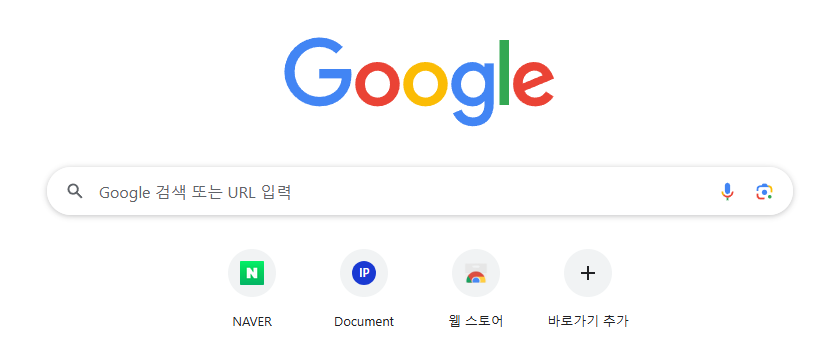 Google
Google 검색 또는 URL 입력
N
IP
NAVER
Document
웹 스토어
바로가기 추가